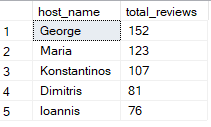 host_name total_reviews
1 George 152
2 Maria 123
3 Konstantinos 107
4 Dimitris 81
5 Ioannis 76